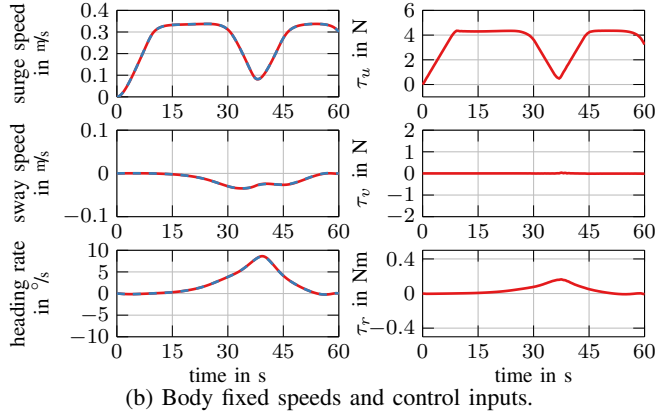 surge speed
in m/s
0.4
0.3
0.2
0.1
0
0 15 30 45 60
τu in N
6
4
2
0
0 15 30 45 60
sway speed
in m/s
0.1
0
−0.1
0 15 30 45 60
τv in N
2
1
0
−1
−2
0 15 30 45 60
heading rate
in °/s
10
5
0
−5
−10
0 15 30 45 60
time in s
τr in Nm
0.4
0
−0.4
0 15 30 45 60
time in s
(b) Body fixed speeds and control inputs.